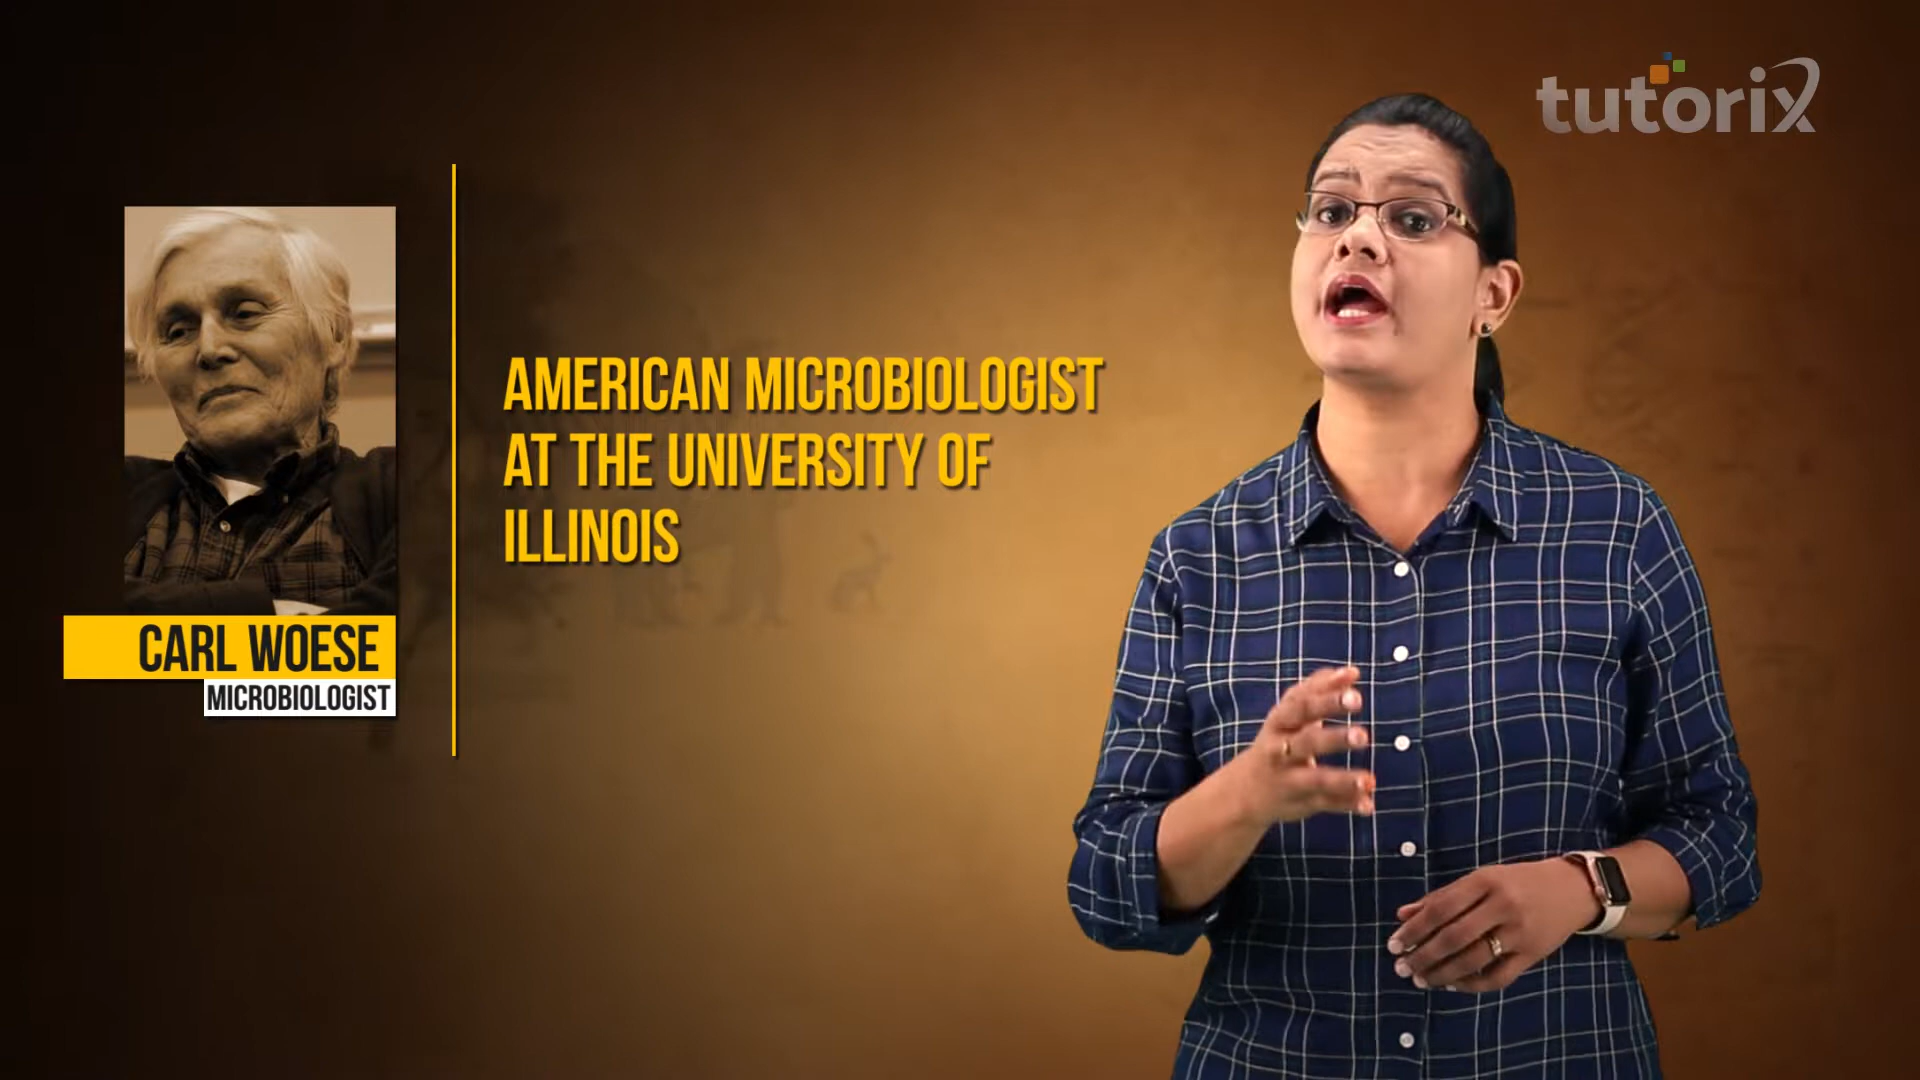 tutorix
AMERICAN MICROBIOLOGIST
AT THE UNIVERSITY OF
ILLINOIS
CARL WOESE
MICROBIOLOGIST